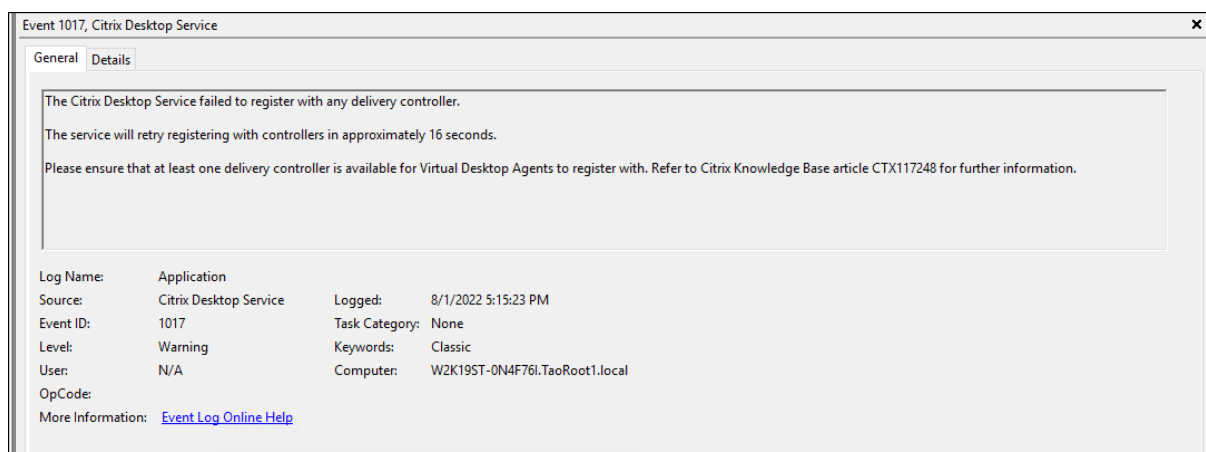 Event 1017, Citrix Desktop Service
General Details
The Citrix Desktop Service failed to register with any delivery controller.
The service will retry registering with controllers in approximately 16 seconds.
Please ensure that at least one delivery controller is available for Virtual Desktop Agents to register with. Refer to Citrix Knowledge Base article CTX117248 for further information.
Log Name: Application
Source: Citrix Desktop Service Logged: 8/1/2022 5:15:23 PM
Event ID: 1017 Task Category: None
Level: Warning Keywords: Classic
User: N/A Computer: W2K19ST-0N4F76I.TaoRoot1.local
OpCode:
More Information: Event Log Online Help